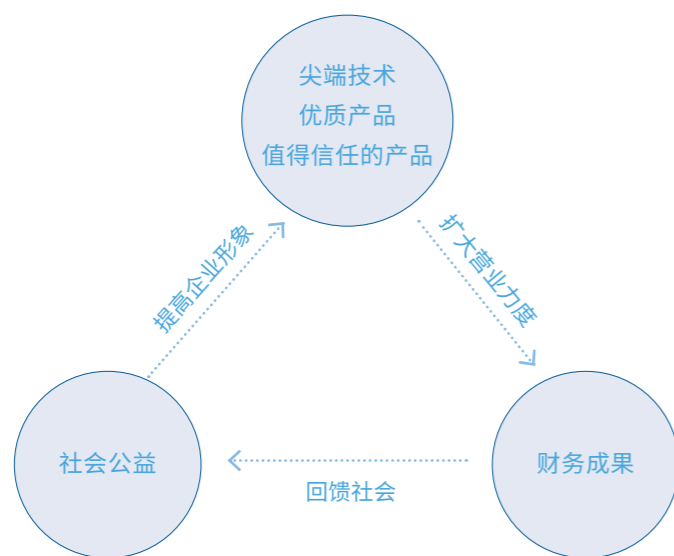 尖端技术
优质产品
值得信任的产品
提高企业形象
扩大营业力度
社会公益
财务成果
回馈社会